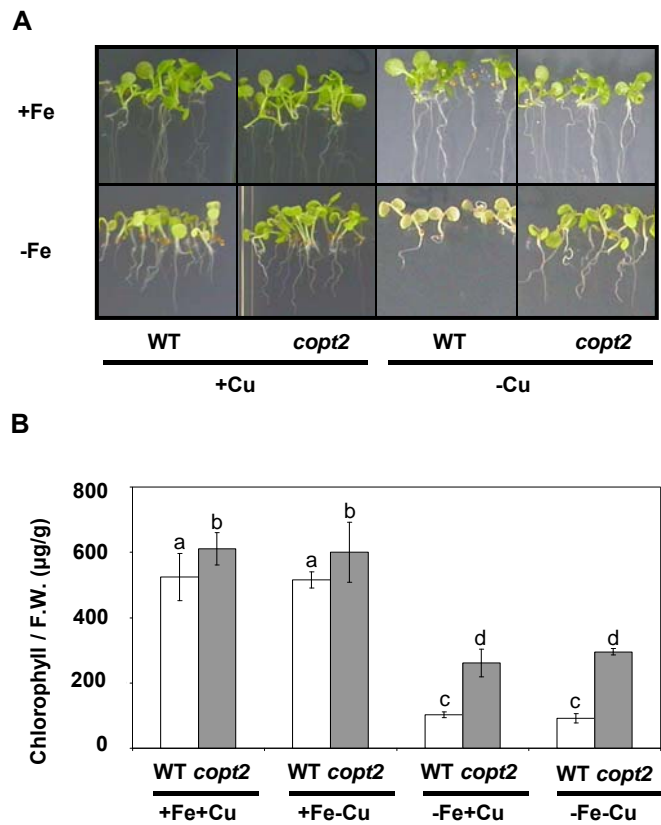 A
+Fe
-Fe
WT copt2 WT copt2
+Cu -Cu
B
Chlorophyll / F.W. (µg/g)
800
600
400
200
0
a b a b c d c d
WT copt2 WT copt2 WT copt2 WT copt2
+Fe+Cu +Fe-Cu -Fe+Cu -Fe-Cu